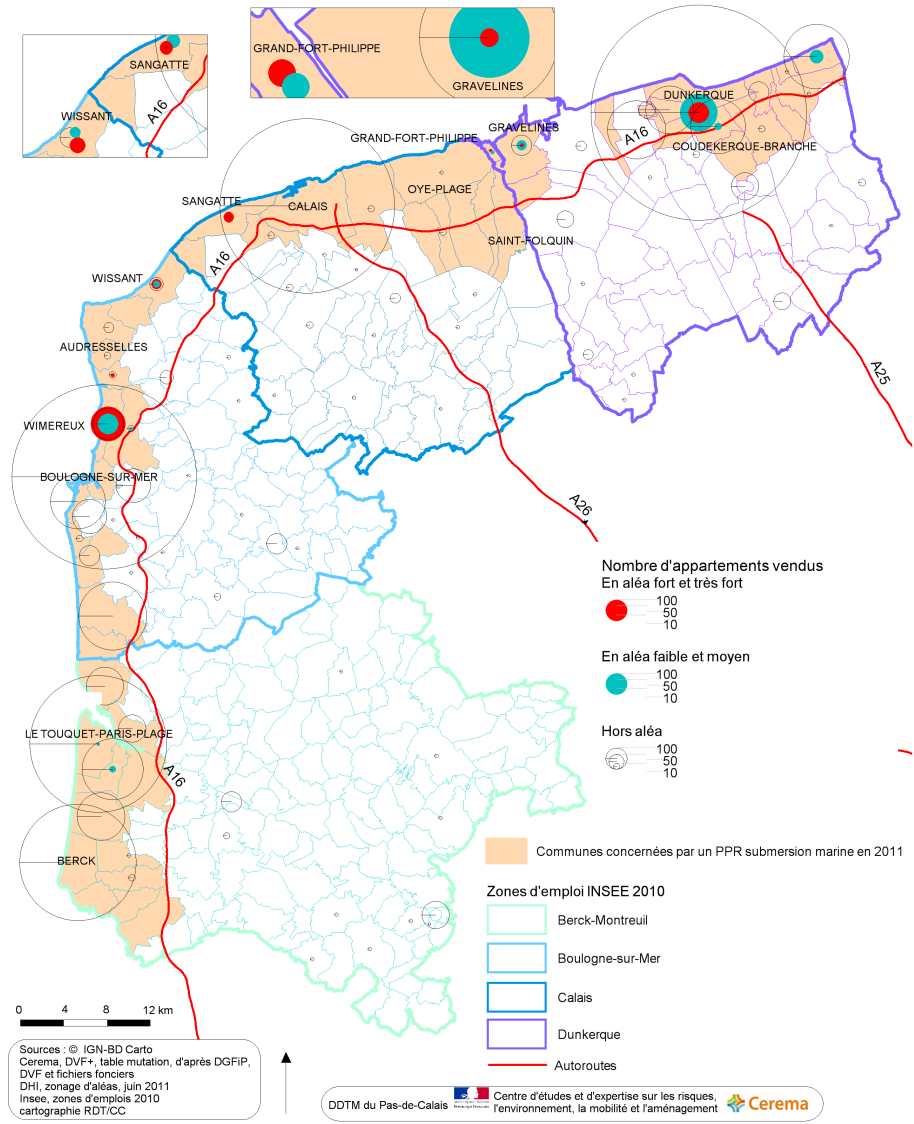 SANGATTE
WISSANT
A16
GRAND-FORT-PHILIPPE
GRAVELINES
DUNKERQUE
A16
COUDEKERQUE-BRANCHE
GRAVELINES
GRAND-FORT-PHILIPPE
OYE-PLAGE
SANGATTE
CALAIS
SAINT-FOLQUIN
A16
WISSANT
AUDRESSELLES
A25
WIMEREUX
BOULOGNE-SUR-MER
A26
Nombre d'appartements vendus
En aléa fort et très fort
100
50
10
En aléa faible et moyen
100
50
10
Hors aléa
100
50
10
LE TOUQUET-PARIS-PLAGE
A16
BERCK
Communes concernées par un PPR submersion marine en 2011
Zones d'emploi INSEE 2010
Berck-Montreuil
Boulogne-sur-Mer
Calais
Dunkerque
Autoroutes
0 4 8 12 km
Sources : © IGN-BD Carto
Cerema, DVF+, table mutation, d'après DGFiP,
DVF et fichiers fonciers
DHI, zonage d'aléas, juin 2011
Insee, zones d'emplois 2010
cartographie RDT/CC
DDTM du Pas-de-Calais
Centre d'études et d'expertise sur les risques,
l'environnement, la mobilité et l'aménagement
Cerema